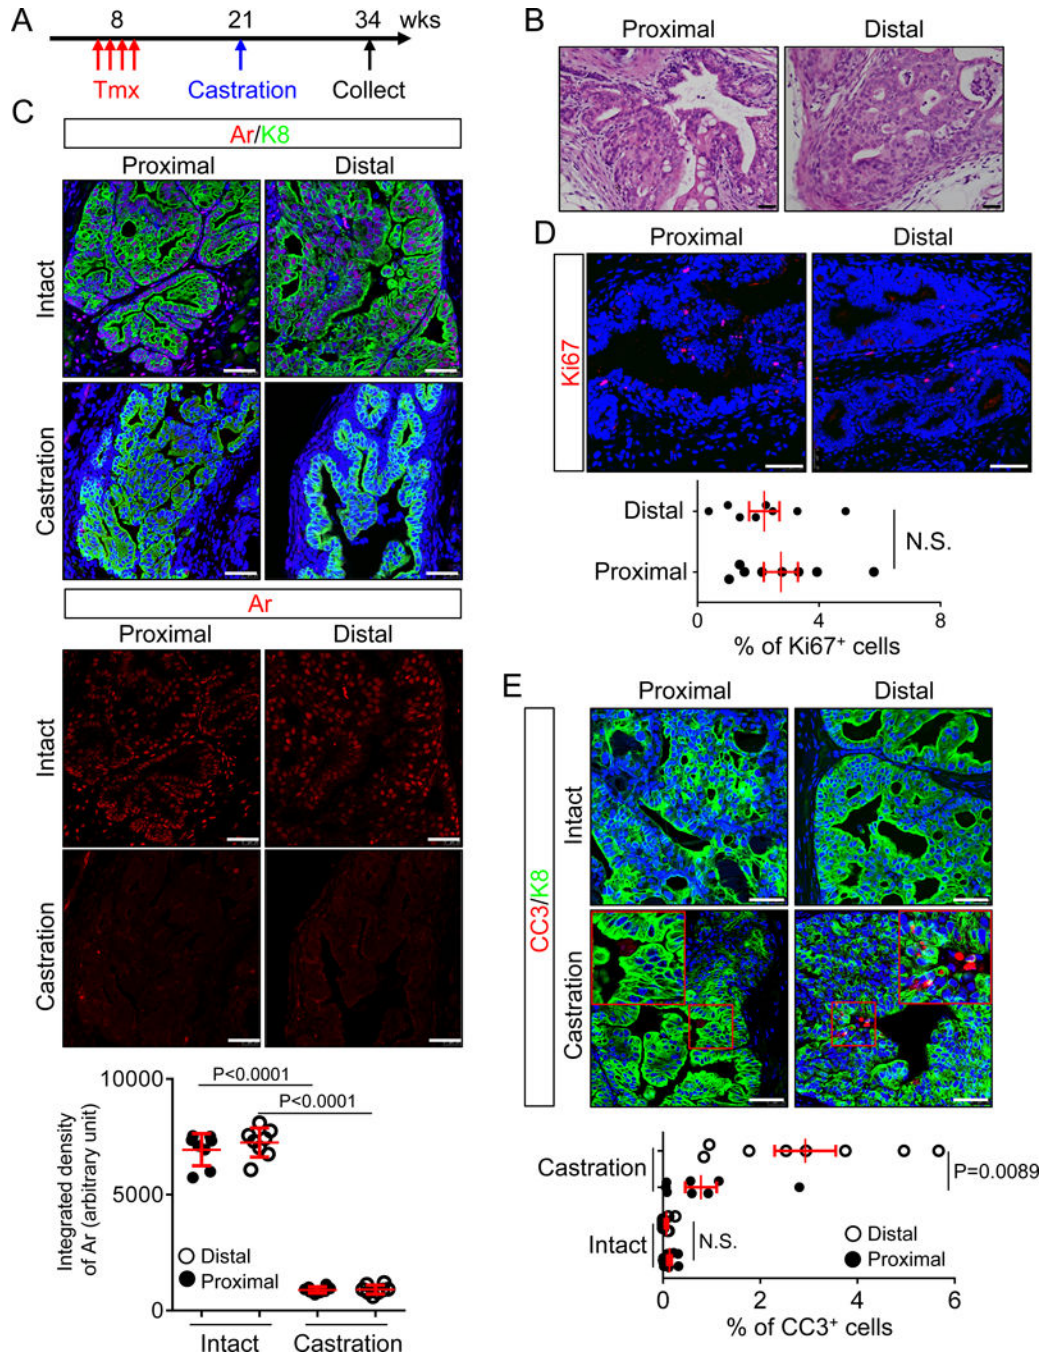 A
8 21 34 wks
Tmx Castration Collect
B
Proximal Distal
C
Ar/K8
Proximal Distal
Intact
Castration
Ar
Proximal Distal
Intact
Castration
Integrated density
of Ar (arbitrary unit)
10000
5000
0
P<0.0001
P<0.0001
Distal
Proximal
Intact Castration
D
Proximal Distal
Ki67
Distal
Proximal
N.S.
0 4 8
% of Ki67⁺ cells
E
Proximal Distal
CC3/K8
Intact
Castration
Castration
Intact
P=0.0089
N.S.
Distal
Proximal
0 2 4 6
% of CC3⁺ cells